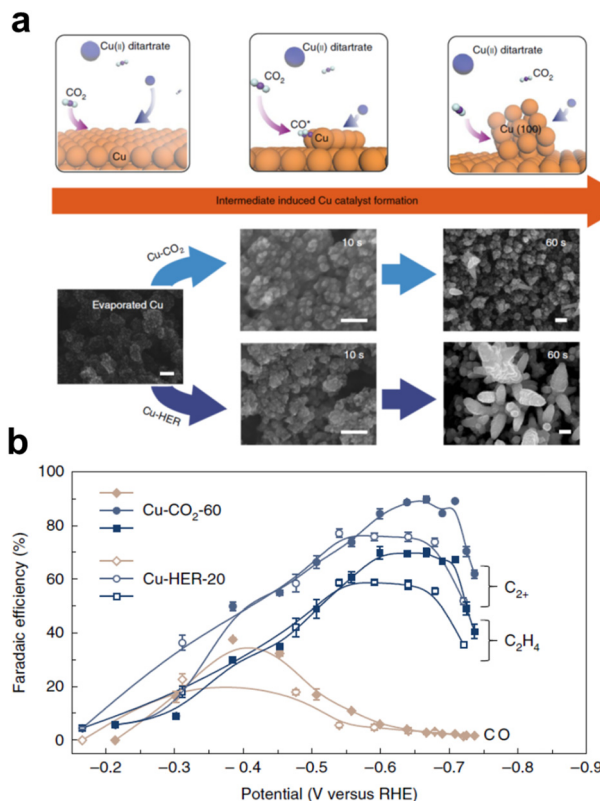 a
Cu(II) ditartrate
CO2
Cu
Cu(II) ditartrate
CO2
CO*
Cu
Cu(II) ditartrate
CO2
Cu (100)
Intermediate induced Cu catalyst formation
Cu-CO2
10 s
60 s
Evaporated Cu
Cu-HER
10 s
60 s
b
100
80
60
40
20
0
Faradaic efficiency (%)
Cu-CO2-60
Cu-HER-20
C2+
C2H4
CO
−0.2 −0.3 −0.4 −0.5 −0.6 −0.7 −0.8 −0.9
Potential (V versus RHE)